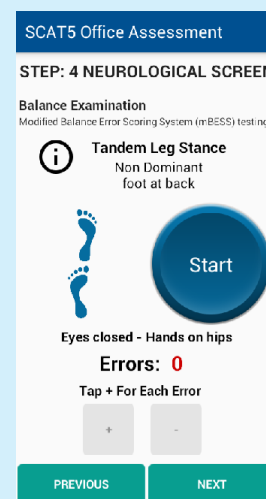 SCAT5 Office Assessment
STEP: 4 NEUROLOGICAL SCREEN
Balance Examination
Modified Balance Error Scoring System (mBESS) testing
i
Tandem Leg Stance
Non Dominant
foot at back
Start
Eyes closed - Hands on hips
Errors: 0
Tap + For Each Error
+ -
PREVIOUS NEXT